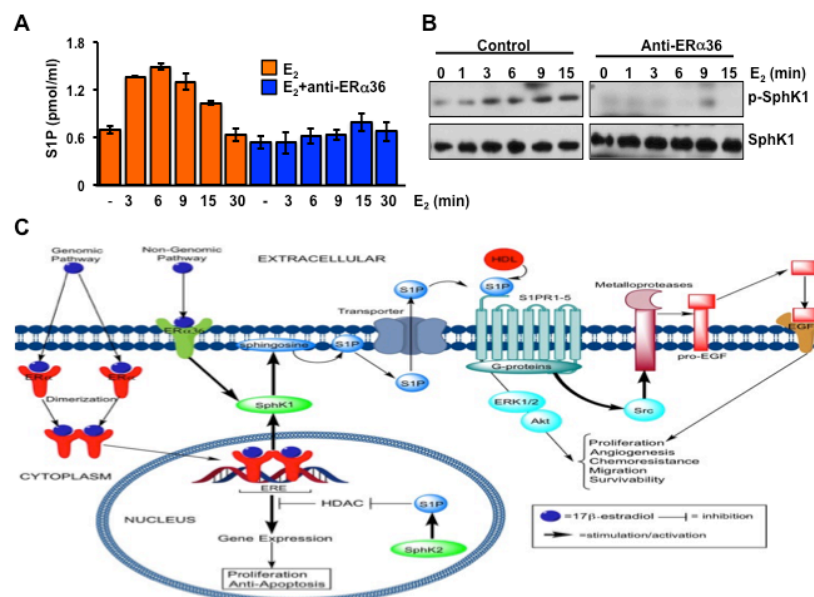 A
1.8
1.2
0.6
0
S1P (pmol/ml)
E2
E2+anti-ERα36
- 3 6 9 15 30 - 3 6 9 15 30 E2 (min)
B
Control Anti-ERα36
0 1 3 6 9 15 0 1 3 6 9 15 E2 (min)
p-SphK1
SphK1
C
Genomic
Pathway
Non-Genomic
Pathway
EXTRACELLULAR
HDL
S1P
S1P
S1PR1-5
Metalloproteases
Transporter
ERα36
sphingosine
S1P
EGF
pro-EGF
ERα
ERα
S1P
G-proteins
Dimerization
SphK1
ERK1/2
Src
Akt
CYTOPLASM
Proliferation
Angiogenesis
Chemoresistance
Migration
Survivability
ERE
HDAC
S1P
NUCLEUS
Gene Expression
SphK2
Proliferation
Anti-Apoptosis
=17β-estradiol
= inhibition
=stimulation/activation